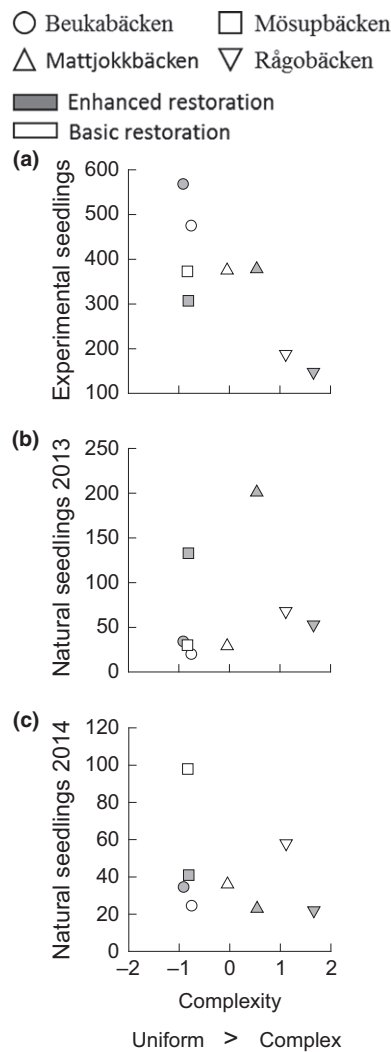 Beukabäcken Mösupbäcken
Mattjokkbäcken Rågobäcken
Enhanced restoration
Basic restoration
(a)
Experimental seedlings
600
500
400
300
200
100
(b)
Natural seedlings 2013
250
200
150
100
50
0
(c)
Natural seedlings 2014
120
100
80
60
40
20
0
–2 –1 0 1 2
Complexity
Uniform > Complex